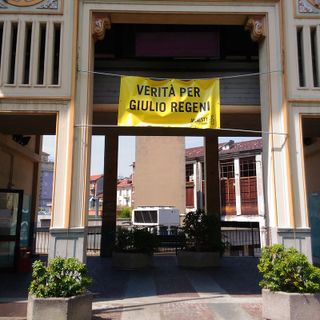 VERITÀ PER
GIULIO REGENI